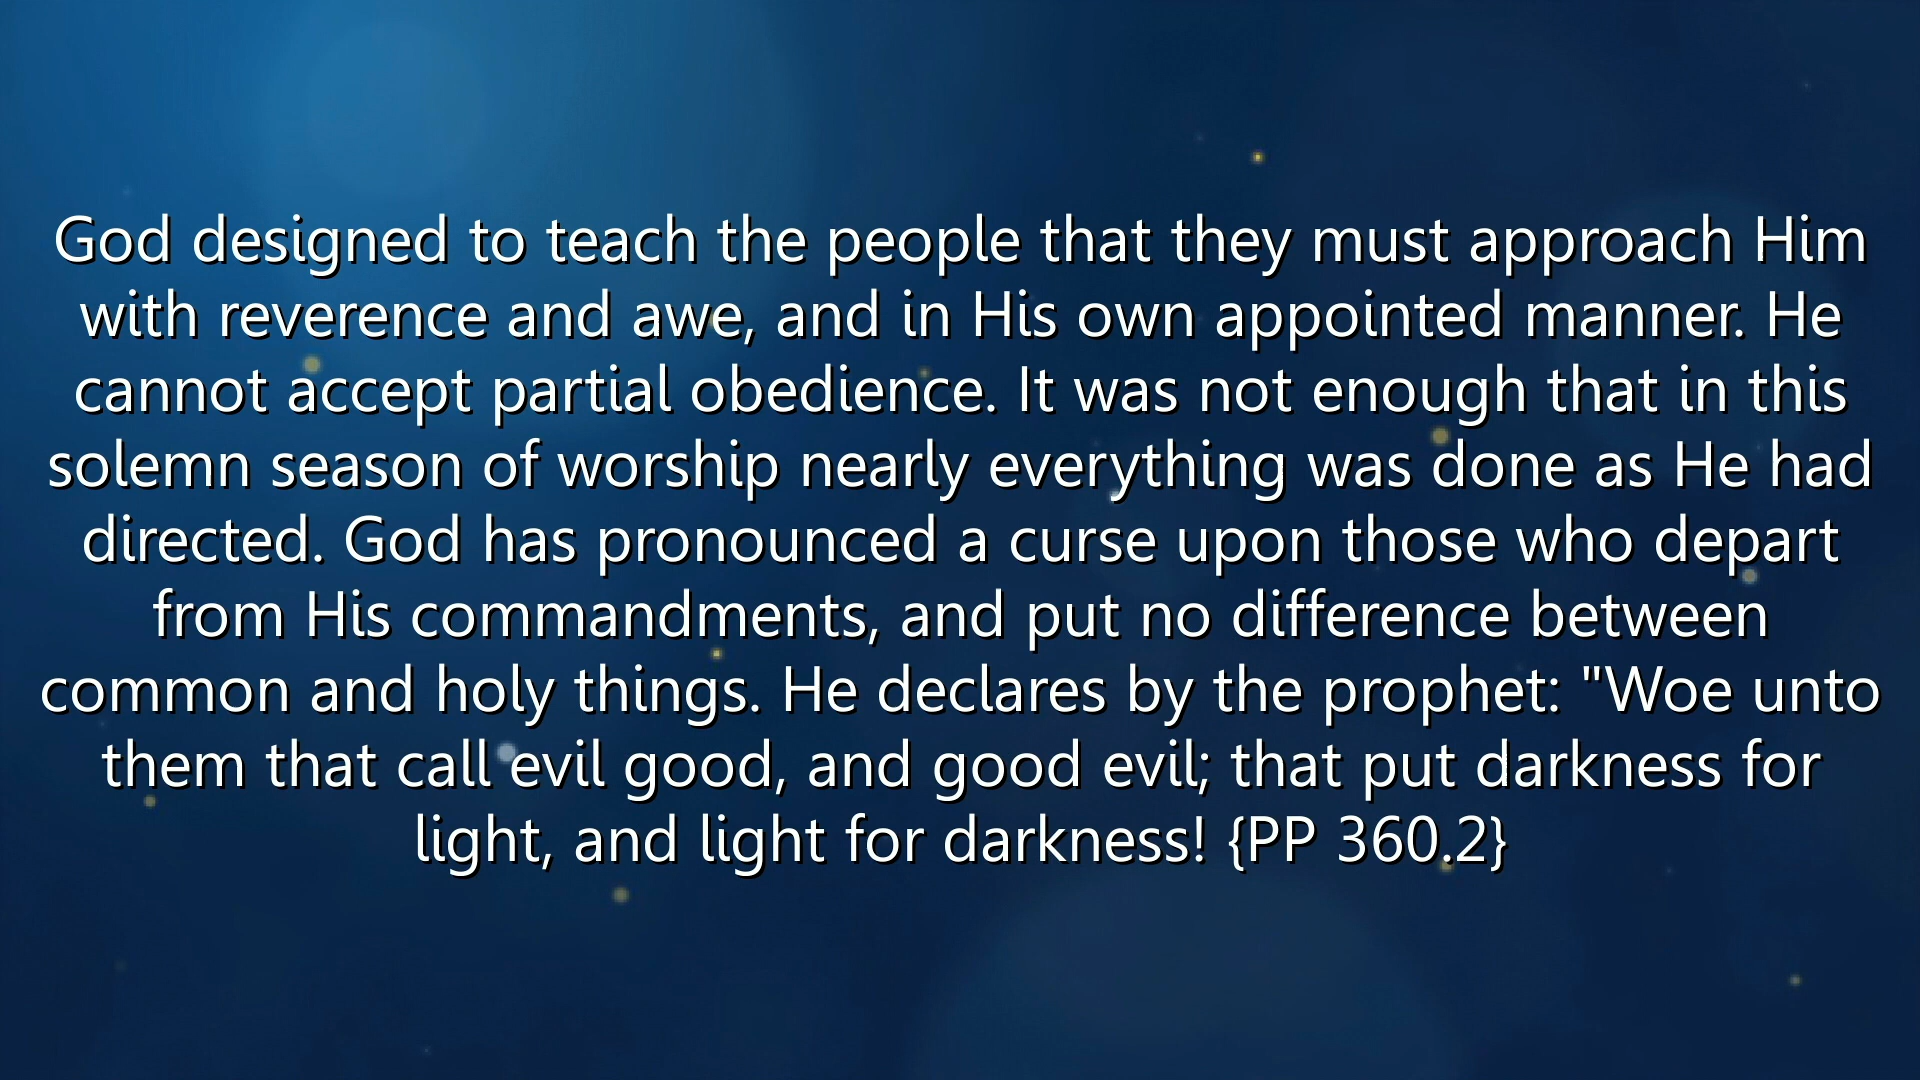 God designed to teach the people that they must approach Him
with reverence and awe, and in His own appointed manner. He
cannot accept partial obedience. It was not enough that in this
solemn season of worship nearly everything was done as He had
directed. God has pronounced a curse upon those who depart
from His commandments, and put no difference between
common and holy things. He declares by the prophet: "Woe unto
them that call evil good, and good evil; that put darkness for
light, and light for darkness! {PP 360.2}